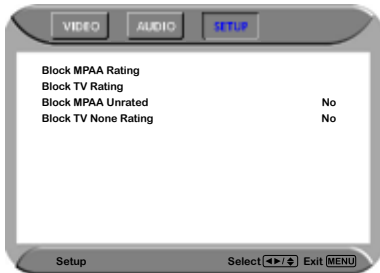 VIDEO AUDIO SETUP
Block MPAA Rating
Block TV Rating
Block MPAA Unrated No
Block TV None Rating No
Setup Select ◄►/♦ Exit MENU